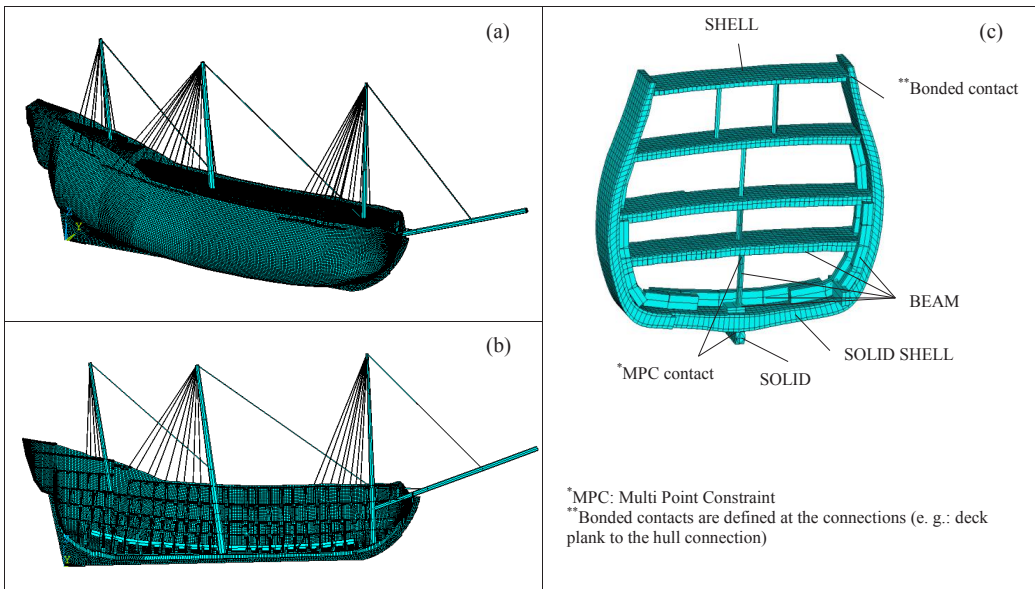 (a)
(b)
(c)
SHELL
**Bonded contact
BEAM
SOLID SHELL
*MPC contact
SOLID
*MPC: Multi Point Constraint
**Bonded contacts are defined at the connections (e. g.: deck
plank to the hull connection)